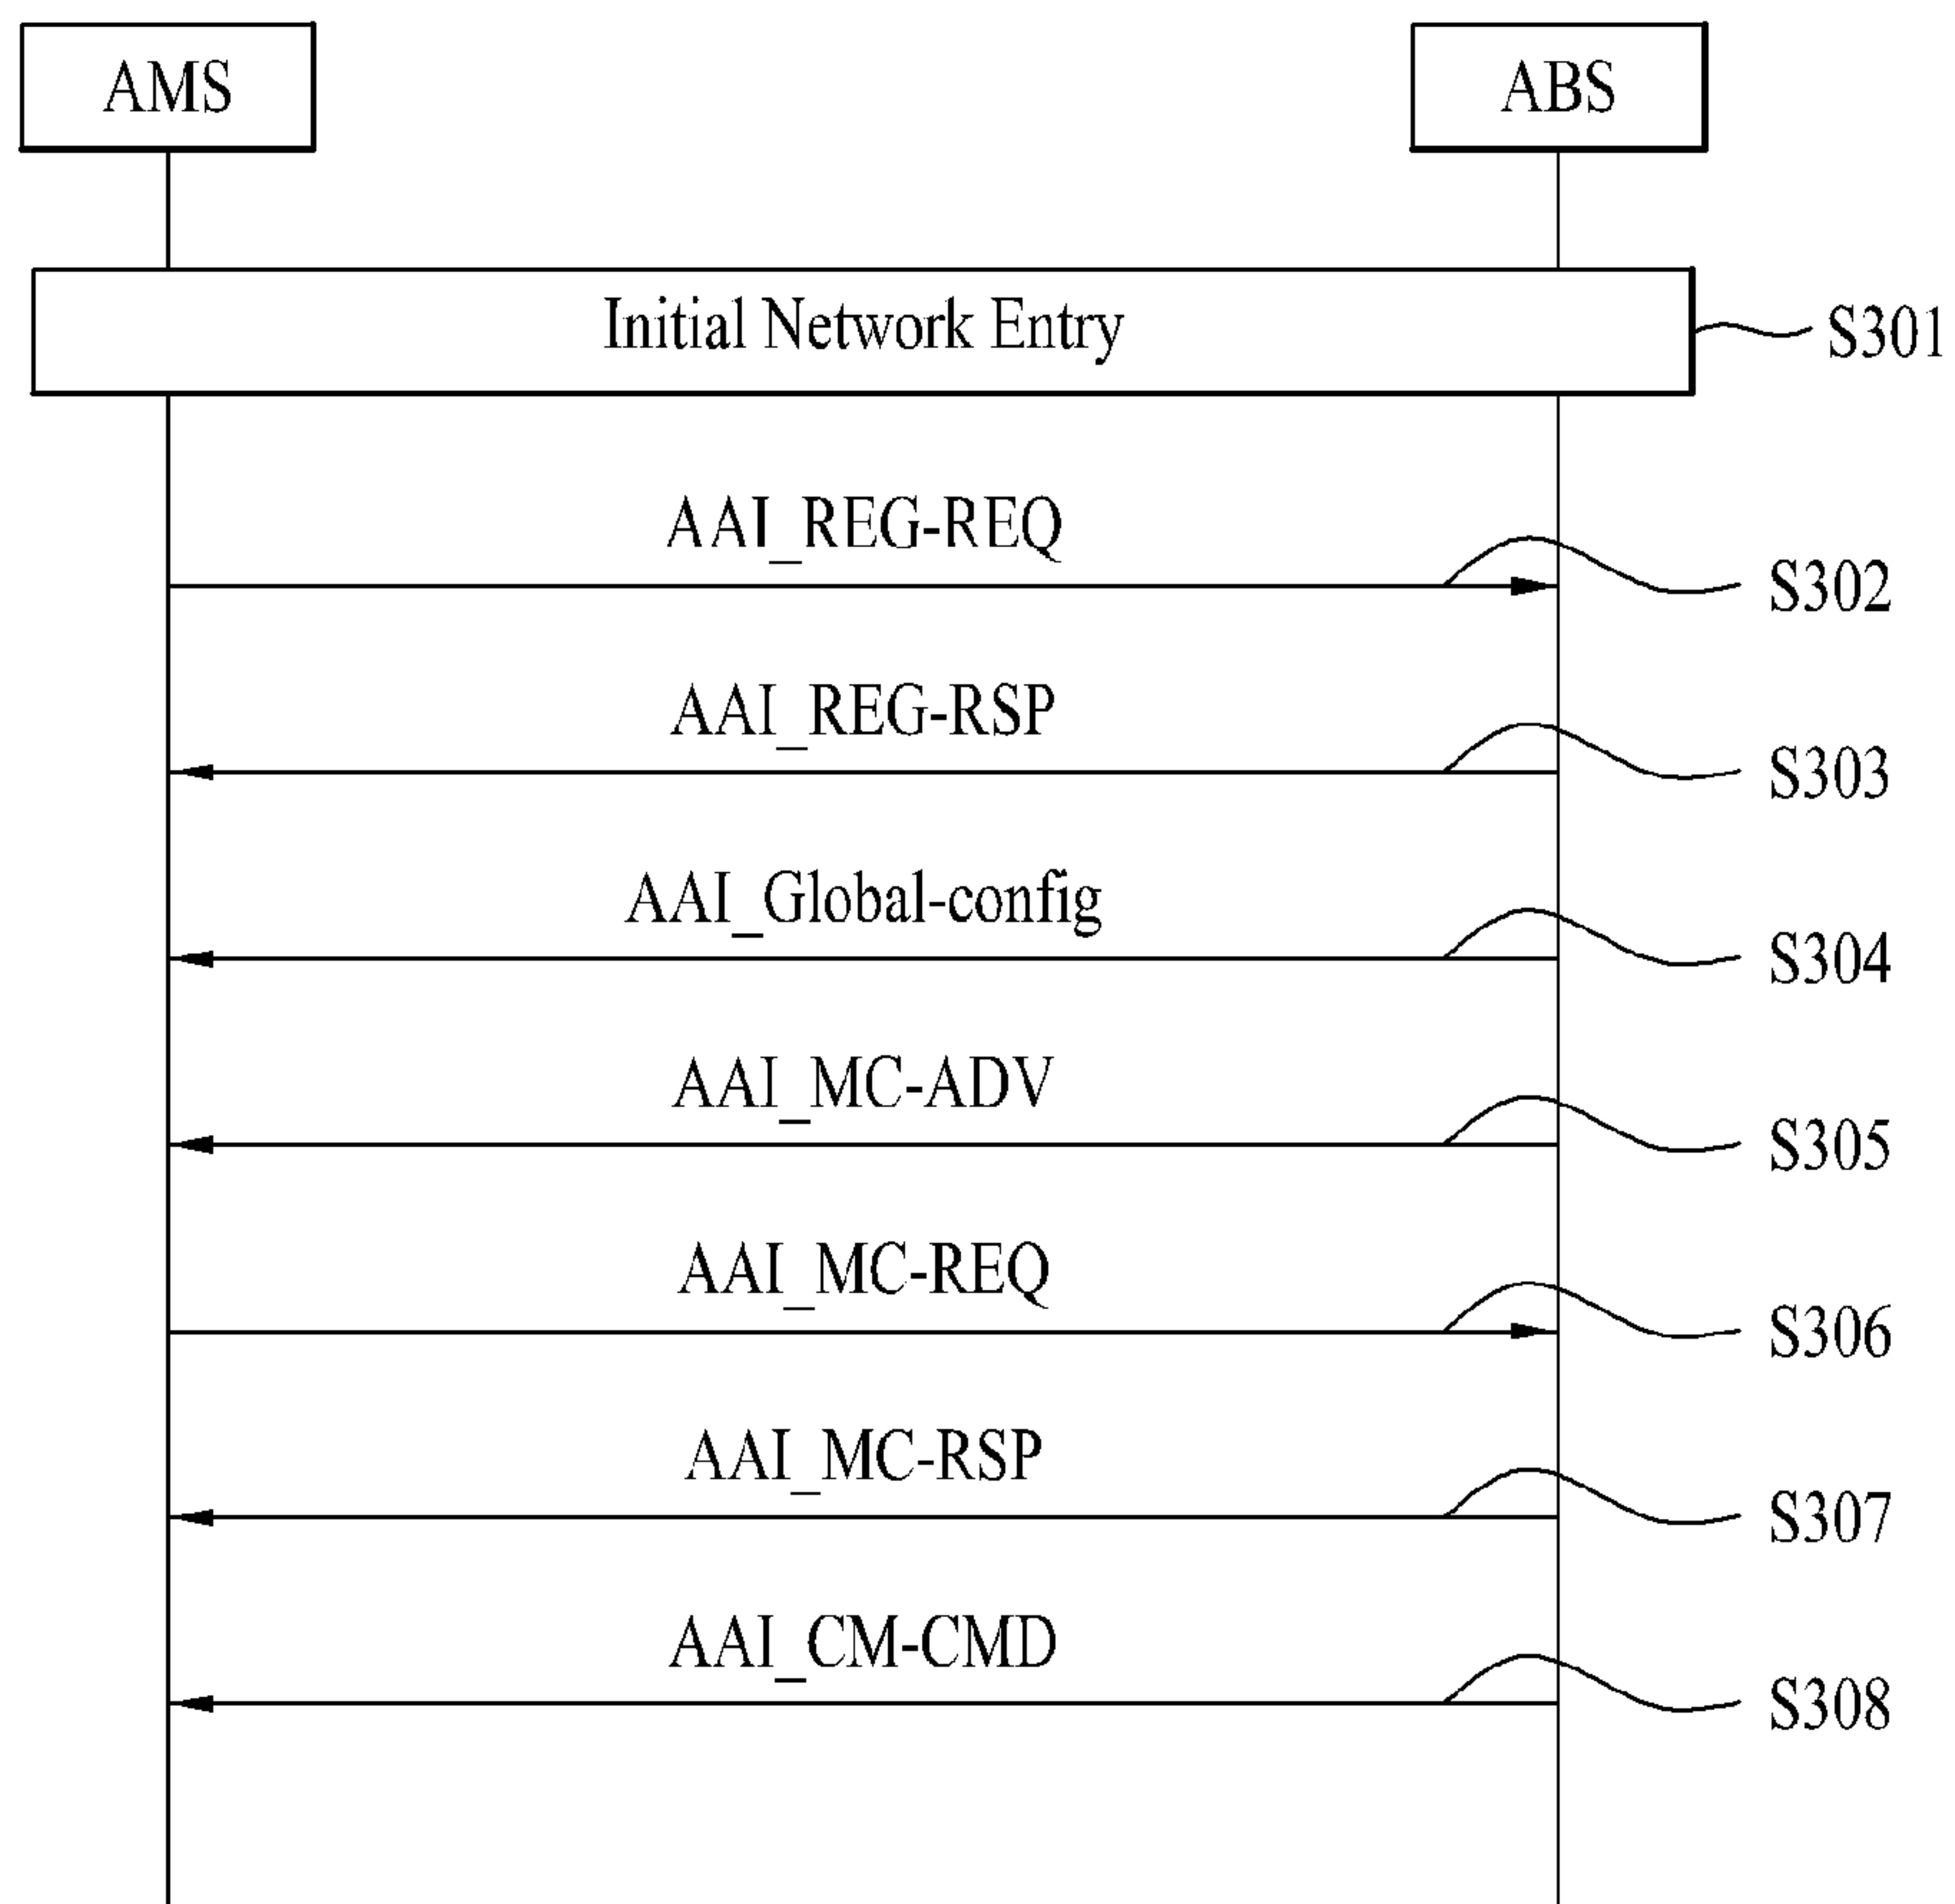 AMS
ABS
Initial Network Entry
S301
AAI_REG-REQ
S302
AAI_REG-RSP
S303
AAI_Global-config
S304
AAI_MC-ADV
S305
AAI_MC-REQ
S306
AAI_MC-RSP
S307
AAI_CM-CMD
S308